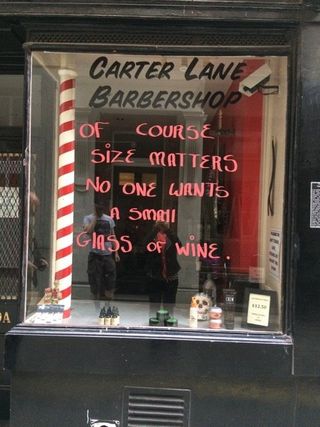 CARTER LANE
BARBERSHOP
OF COURSE
SIZE MATTERS
NO ONE WANTS
A SMAll
GlASS OF WINE.